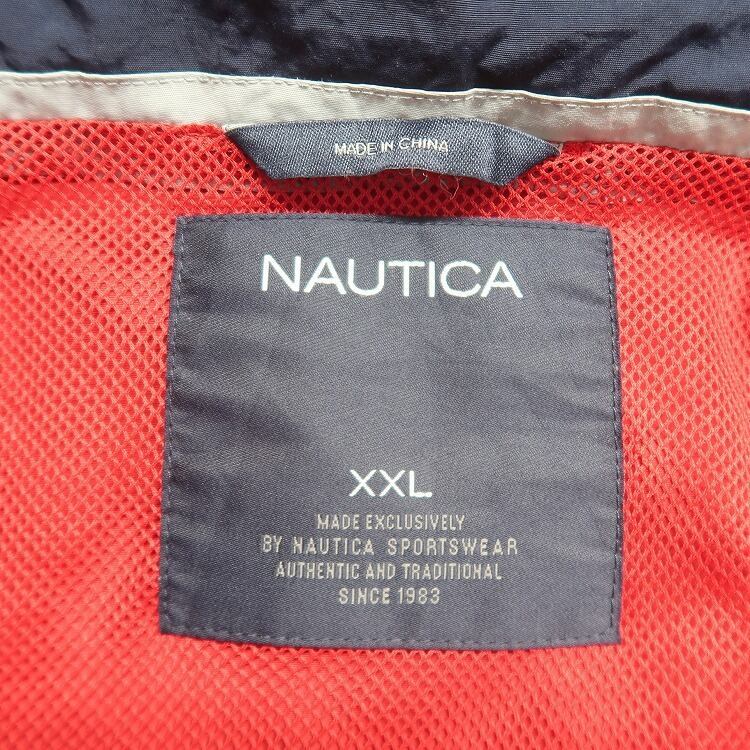 MADE IN CHINA
NAUTICA
XXL
MADE EXCLUSIVELY
BY NAUTICA SPORTSWEAR
AUTHENTIC AND TRADITIONAL
SINCE 1983